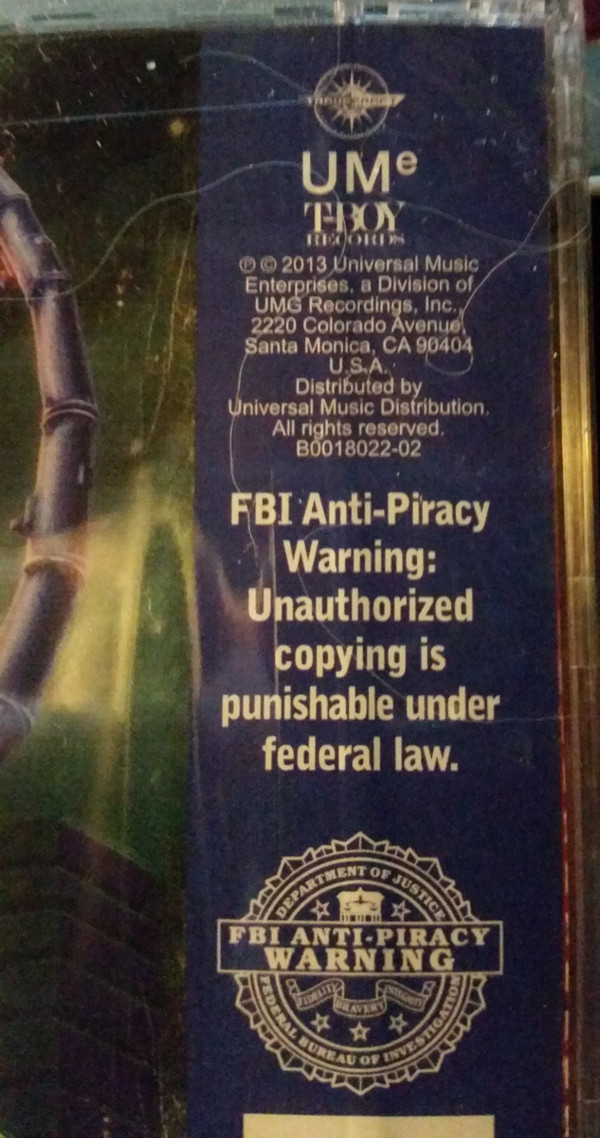 UMe
T-BOY
RECORDS
℗ © 2013 Universal Music
Enterprises, a Division of
UMG Recordings, Inc.,
2220 Colorado Avenue,
Santa Monica, CA 90404
U.S.A.
Distributed by
Universal Music Distribution.
All rights reserved.
B0018022-02
FBI Anti-Piracy
Warning:
Unauthorized
copying is
punishable under
federal law.
DEPARTMENT OF JUSTICE
FBI ANTI-PIRACY
WARNING
FIDELITY BRAVERY INTEGRITY
FEDERAL BUREAU OF INVESTIGATION